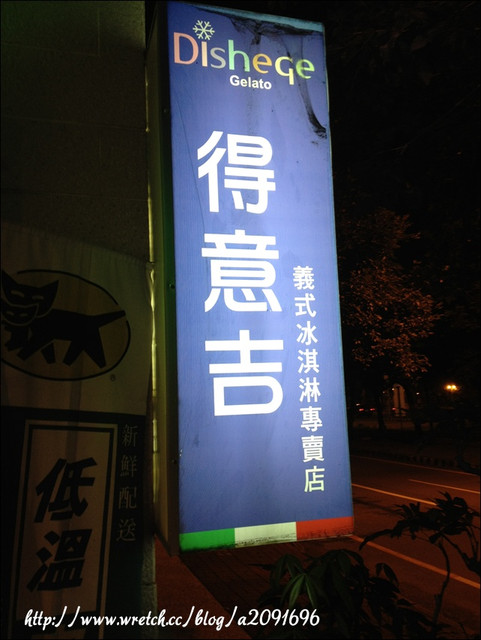 Disheqe
Gelato
得意吉
義式冰淇淋專賣店
新鮮配送
低溫
http://www.wretch.cc/blog/a2091696